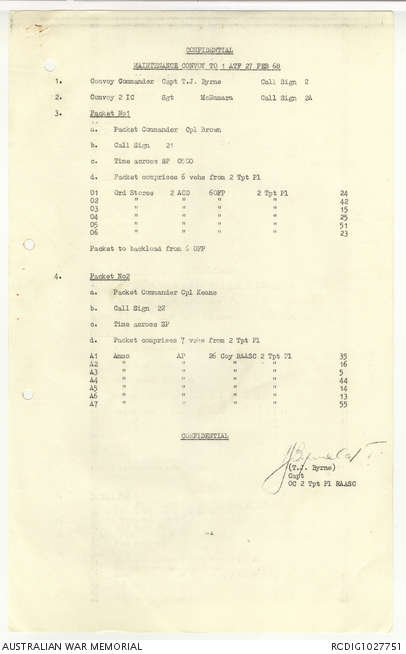 CONFIDENTIAL
MAINTENANCE CONVOY TO 1 ATF 27 FEB 68
1. Convoy Commander Capt T.J. Byrne Call Sign 2
2. Convoy 2 IC Sgt McNamara Call Sign 2A
3. Packet No1
a. Packet Commander Cpl Brown
b. Call Sign 21
c. Time across SP
d. Packet comprises 6 vehs from 2 Tpt Pl
01 Ord Stores 2 AOD 6OFP 2 Tpt Pl 24
02 " " " " 42
03 " " " " 15
04 " " " " 25
05 " " " " 51
06 " " " " 23
Packet to backload from 6 OFP
4. Packet No2
a. Packet Commander Cpl Keane
b. Call Sign 22
c. Time across SP
d. Packet comprises 7 vehs from 2 Tpt Pl
A1 Ammo AP 26 Coy RAASC 2 Tpt Pl 35
A2 " " " " 16
A3 " " " " 5
A4 " " " " 44
A5 " " " " 14
A6 " " " " 13
A7 " " " " 55
CONFIDENTIAL
(T.J. Byrne)
Capt
OC 2 Tpt Pl RAASC
AUSTRALIAN WAR MEMORIAL RCDIG1027751